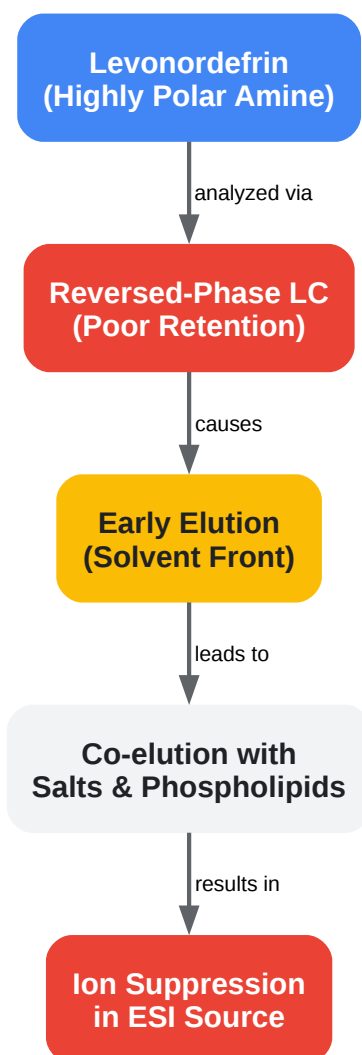 Levonordefrin
(Highly Polar Amine)
analyzed via
Reversed-Phase LC
(Poor Retention)
causes
Early Elution
(Solvent Front)
leads to
Co-elution with
Salts & Phospholipids
results in
Ion Suppression
in ESI Source